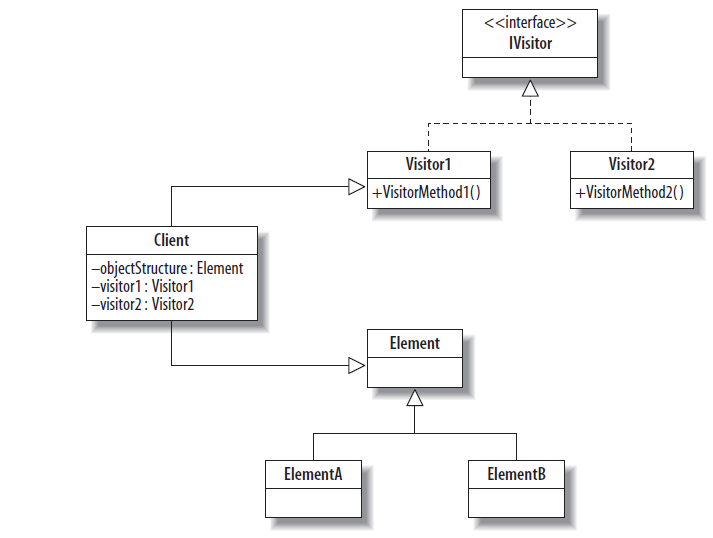 <<interface>>
IVisitor
Visitor1
+VisitorMethod1()
Visitor2
+VisitorMethod2()
Client
–objectStructure : Element
–visitor1 : Visitor1
–visitor2 : Visitor2
Element
ElementA
ElementB